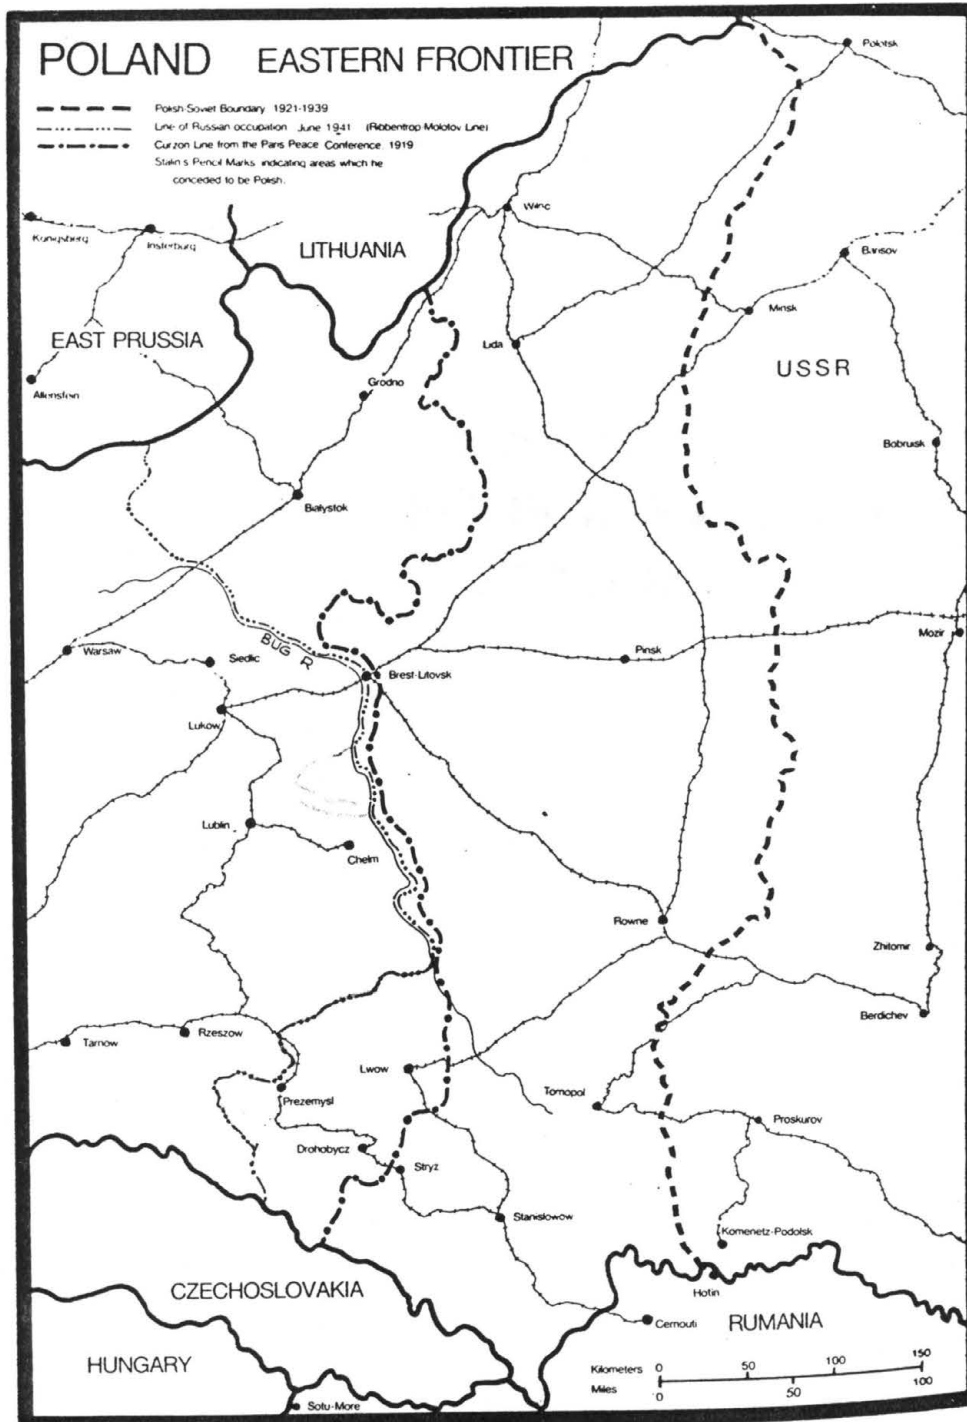 POLAND EASTERN FRONTIER
Polish-Soviet Boundary 1921-1939
Line of Russian occupation June 1941 (Ribbentrop Molotov Line)
Curzon Line from the Paris Peace Conference 1919
Stalin's Pencil Marks indicating areas which he
conceded to be Polish.
Polotsk
Wilno
Konigsberg
Insterburg
LITHUANIA
Barisov
Minsk
EAST PRUSSIA
Lida
USSR
Grodno
Allenstein
Bobruisk
Bialystok
BUG R
Mozir
Warsaw
Sedlic
Pinsk
Brest-Litovsk
Lukow
Lublin
Chelm
Rowne
Zhitomir
Berdichev
Rzeszow
Tarnow
Lwow
Tornopol
Prezemysl
Proskurov
Drohobycz
Stryz
Stanislowow
Komenetz-Podolsk
CZECHOSLOVAKIA
Hotin
Cernouti
RUMANIA
HUNGARY
Kilometers 0 50 100 150
Miles 0 50 100
Sotu-More